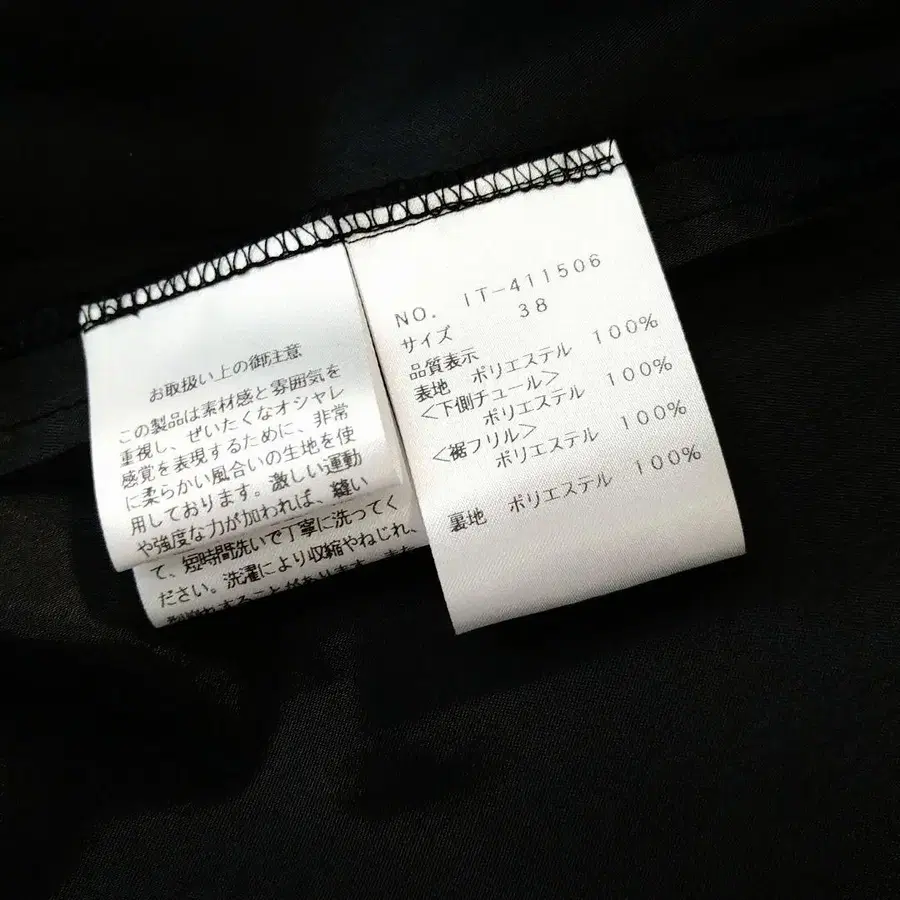 お取扱い上の御注意
この製品は素材感と雰囲気を
重視し、ぜいたくなオシャレ
感覚を表現するために、非常
に柔らかい風合いの生地を使
用しております。激しい運動
や強度な力が加われば、縫い
て、短時間洗いで丁寧に洗ってく
ださい。洗濯により収縮やねじれ、
NO. IT-411506
サイズ 38
品質表示
表地 ポリエステル 100%
<下側チュール>
ポリエステル 100%
<裾フリル>
ポリエステル 100%
裏地 ポリエステル 100%